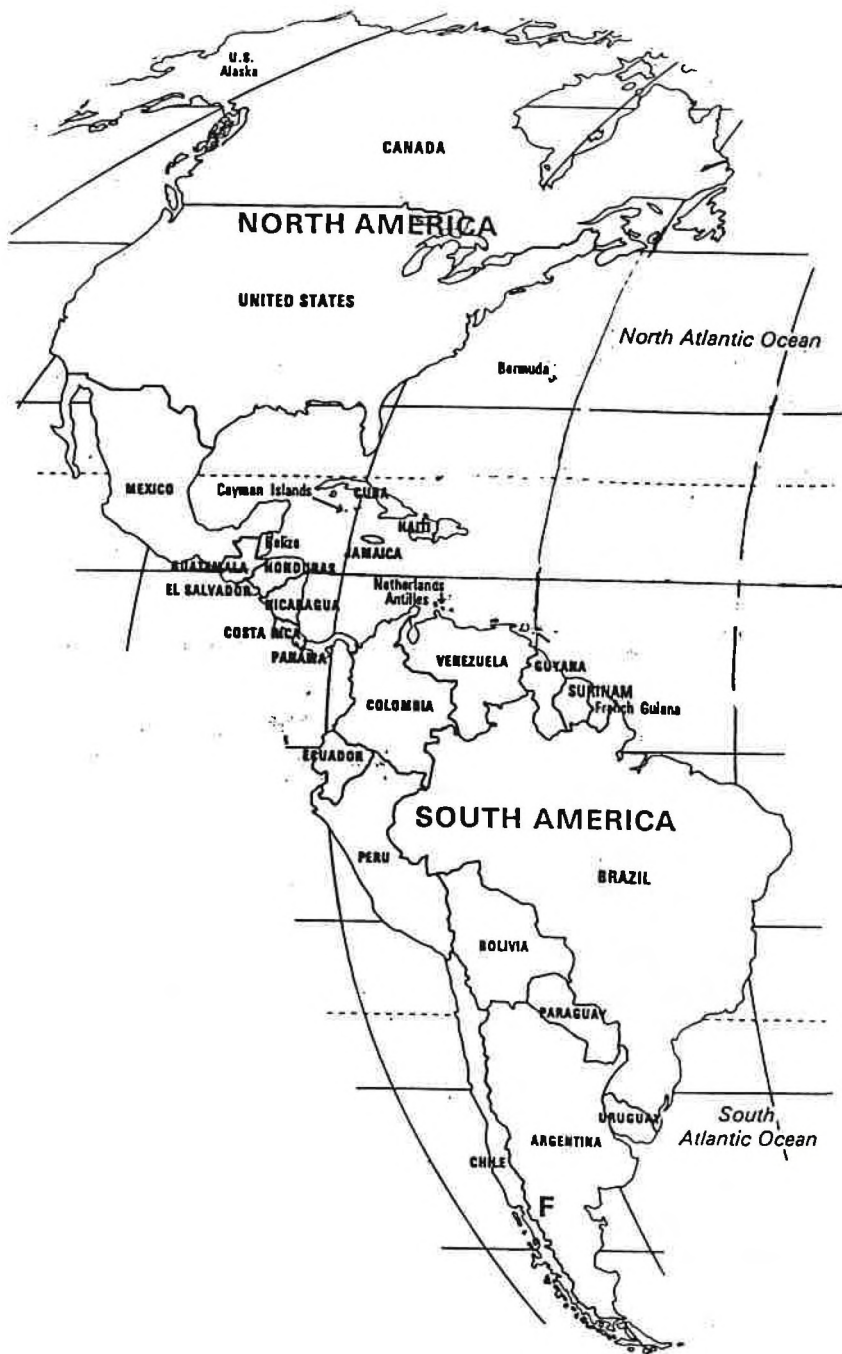 U.S.
Alaska
CANADA
NORTH AMERICA
UNITED STATES
North Atlantic Ocean
Bermuda
MEXICO
Cayman Islands
CUBA
HAITI
JAMAICA
Belize
GUATEMALA
HONDURAS
EL SALVADOR
NICARAGUA
Netherlands
Antilles
COSTA RICA
PANAMA
VENEZUELA
GUYANA
SURINAM
French Guiana
COLOMBIA
ECUADOR
SOUTH AMERICA
PERU
BRAZIL
BOLIVIA
PARAGUAY
URUGUAY
South
Atlantic Ocean
ARGENTINA
CHILE
F